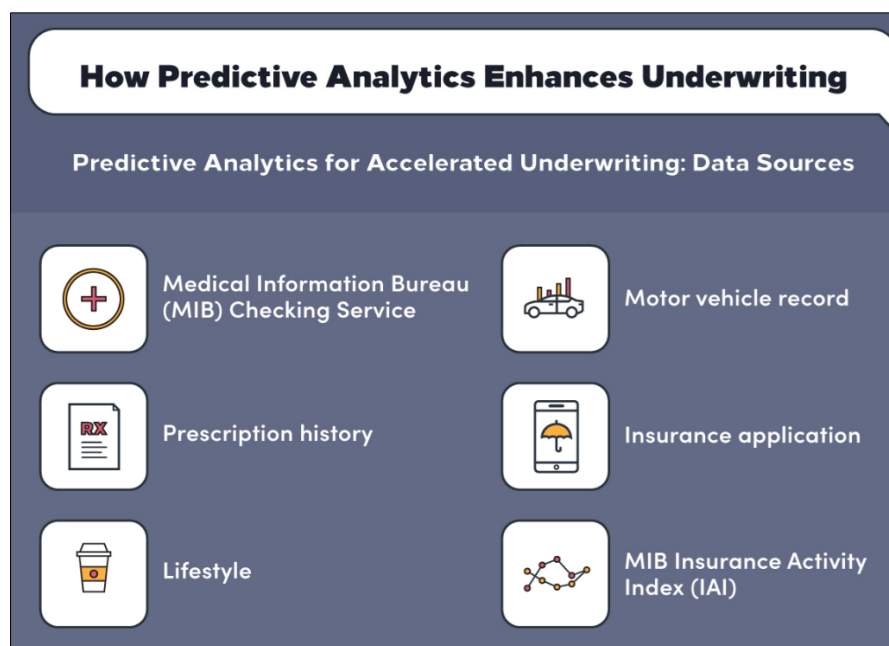 How Predictive Analytics Enhances Underwriting
Predictive Analytics for Accelerated Underwriting: Data Sources
Medical Information Bureau
(MIB) Checking Service
Motor vehicle record
RX
Prescription history
Insurance application
Lifestyle
MIB Insurance Activity
Index (IAI)